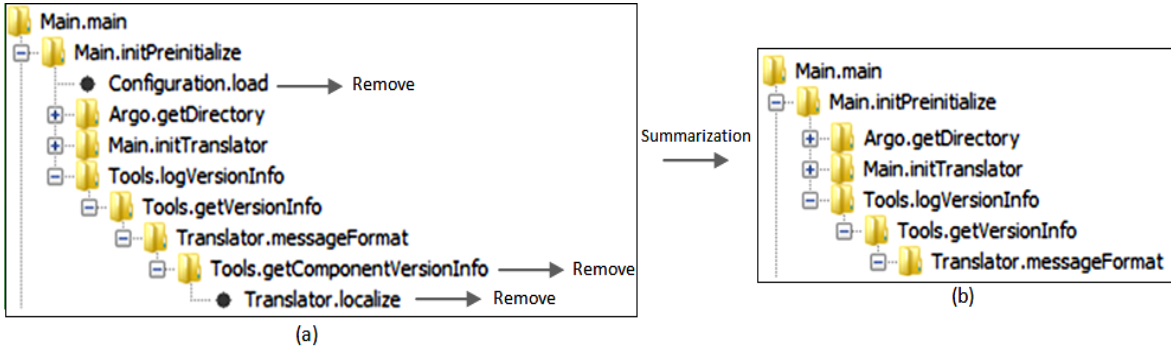 Main.main
Main.initPreinitialize
Configuration.load Remove
Argo.getDirectory
Main.initTranslator
Tools.logVersionInfo
Tools.getVersionInfo
Translator.messageFormat
Tools.getComponentVersionInfo Remove
Translator.localize Remove
(a)
Summarization
Main.main
Main.initPreinitialize
Argo.getDirectory
Main.initTranslator
Tools.logVersionInfo
Tools.getVersionInfo
Translator.messageFormat
(b)